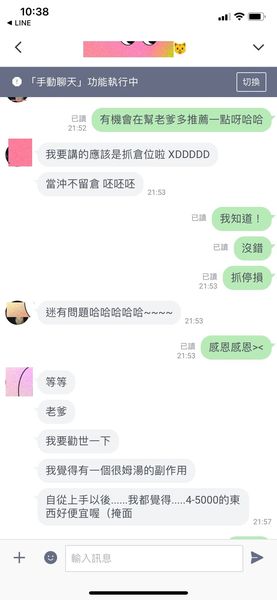 10:38
LINE
「手動聊天」功能執行中
切換
有機會在幫老爹多推薦一點呀哈哈
已讀
21:52
我要講的應該是抓倉位啦 XDDDDD
當沖不留倉 呸呸呸
21:53
我知道！
已讀
沒錯
已讀
抓停損
已讀
21:53
迷有問題哈哈哈哈哈~~~~
21:53
感恩感恩><
已讀
21:53
等等
老爹
我要勸世一下
我覺得有一個很姆湯的副作用
自從上手以後......我都覺得.....4-5000的東
西好便宜喔（掩面
21:57
輸入訊息